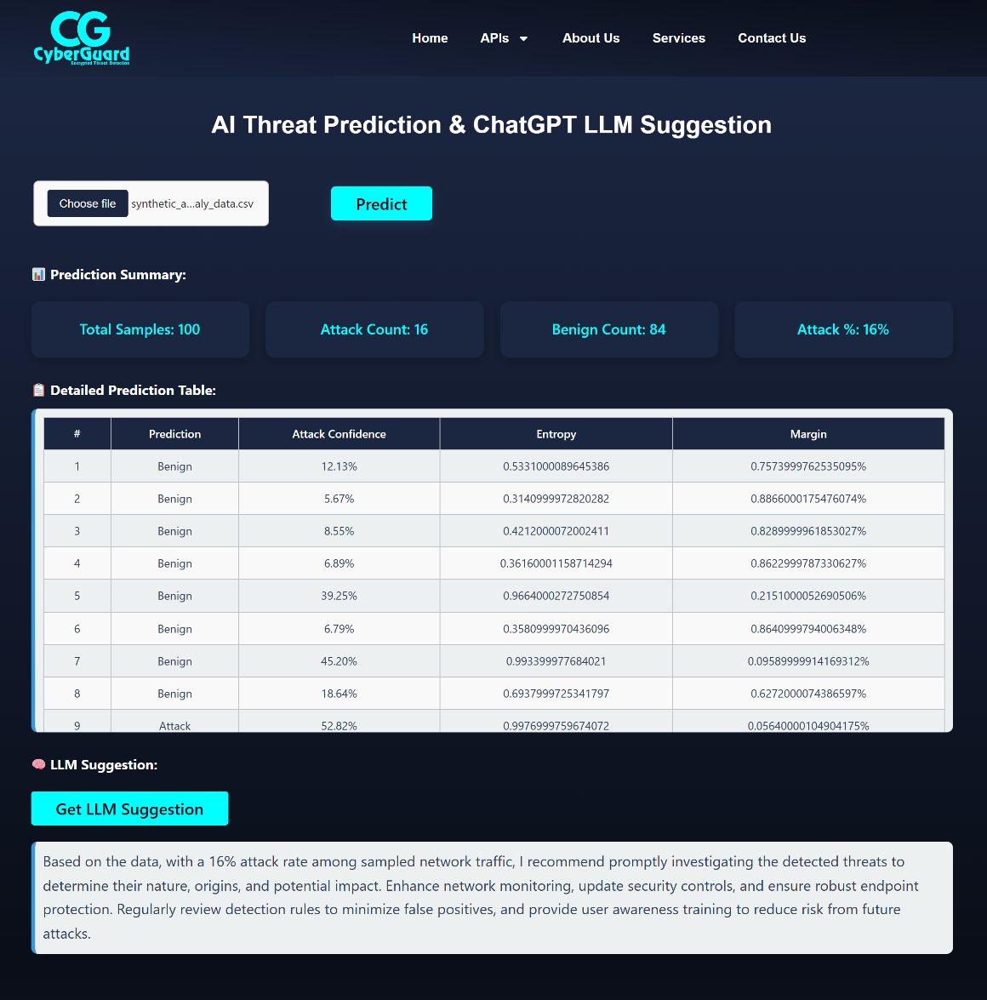 CG
CyberGuard
Encrypted Threat Detection
Home APIs About Us Services Contact Us
AI Threat Prediction & ChatGPT LLM Suggestion
Choose file synthetic_a...aly_data.csv Predict
Prediction Summary:
Total Samples: 100 Attack Count: 16 Benign Count: 84 Attack %: 16%
Detailed Prediction Table:
# Prediction Attack Confidence Entropy Margin
1 Benign 12.13% 0.5331000089645386 0.7573999762535095%
2 Benign 5.67% 0.3140999972820282 0.8866000175476074%
3 Benign 8.55% 0.4212000072002411 0.8289999961853027%
4 Benign 6.89% 0.36160001158714294 0.8622999787330627%
5 Benign 39.25% 0.9664000272750854 0.2151000052690506%
6 Benign 6.79% 0.3580999970436096 0.8640999794006348%
7 Benign 45.20% 0.993399977684021 0.09589999914169312%
8 Benign 18.64% 0.6937999725341797 0.6272000074386597%
9 Attack 52.82% 0.9976999759674072 0.05640000104904175%
LLM Suggestion:
Get LLM Suggestion
Based on the data, with a 16% attack rate among sampled network traffic, I recommend promptly investigating the detected threats to
determine their nature, origins, and potential impact. Enhance network monitoring, update security controls, and ensure robust endpoint
protection. Regularly review detection rules to minimize false positives, and provide user awareness training to reduce risk from future
attacks.